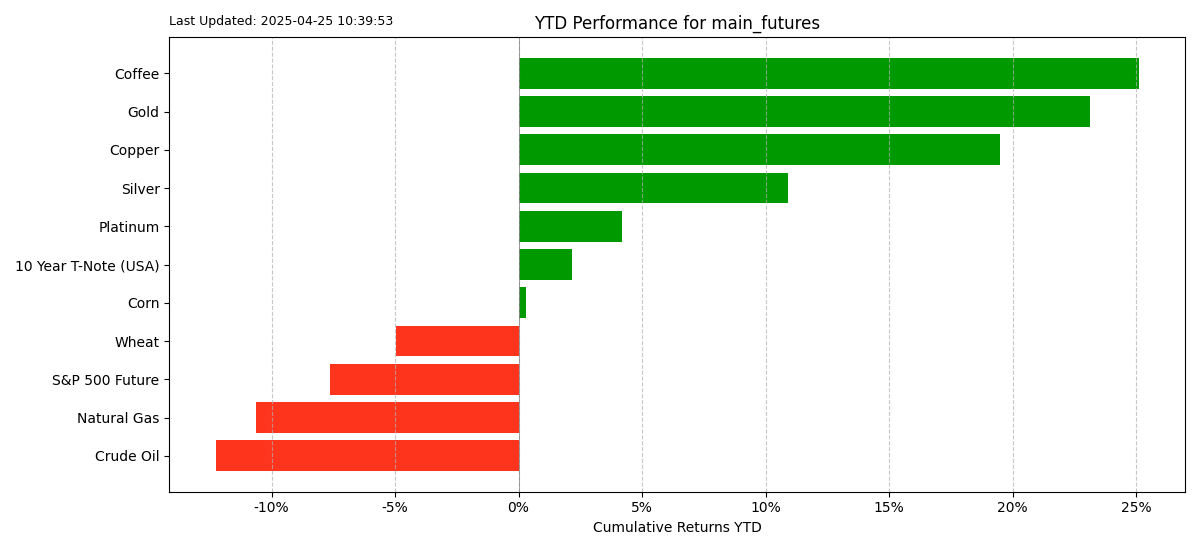 Last Updated: 2025-04-25 10:39:53
YTD Performance for main_futures
Coffee
Gold
Copper
Silver
Platinum
10 Year T-Note (USA)
Corn
Wheat
S&P 500 Future
Natural Gas
Crude Oil
-10% -5% 0% 5% 10% 15% 20% 25%
Cumulative Returns YTD